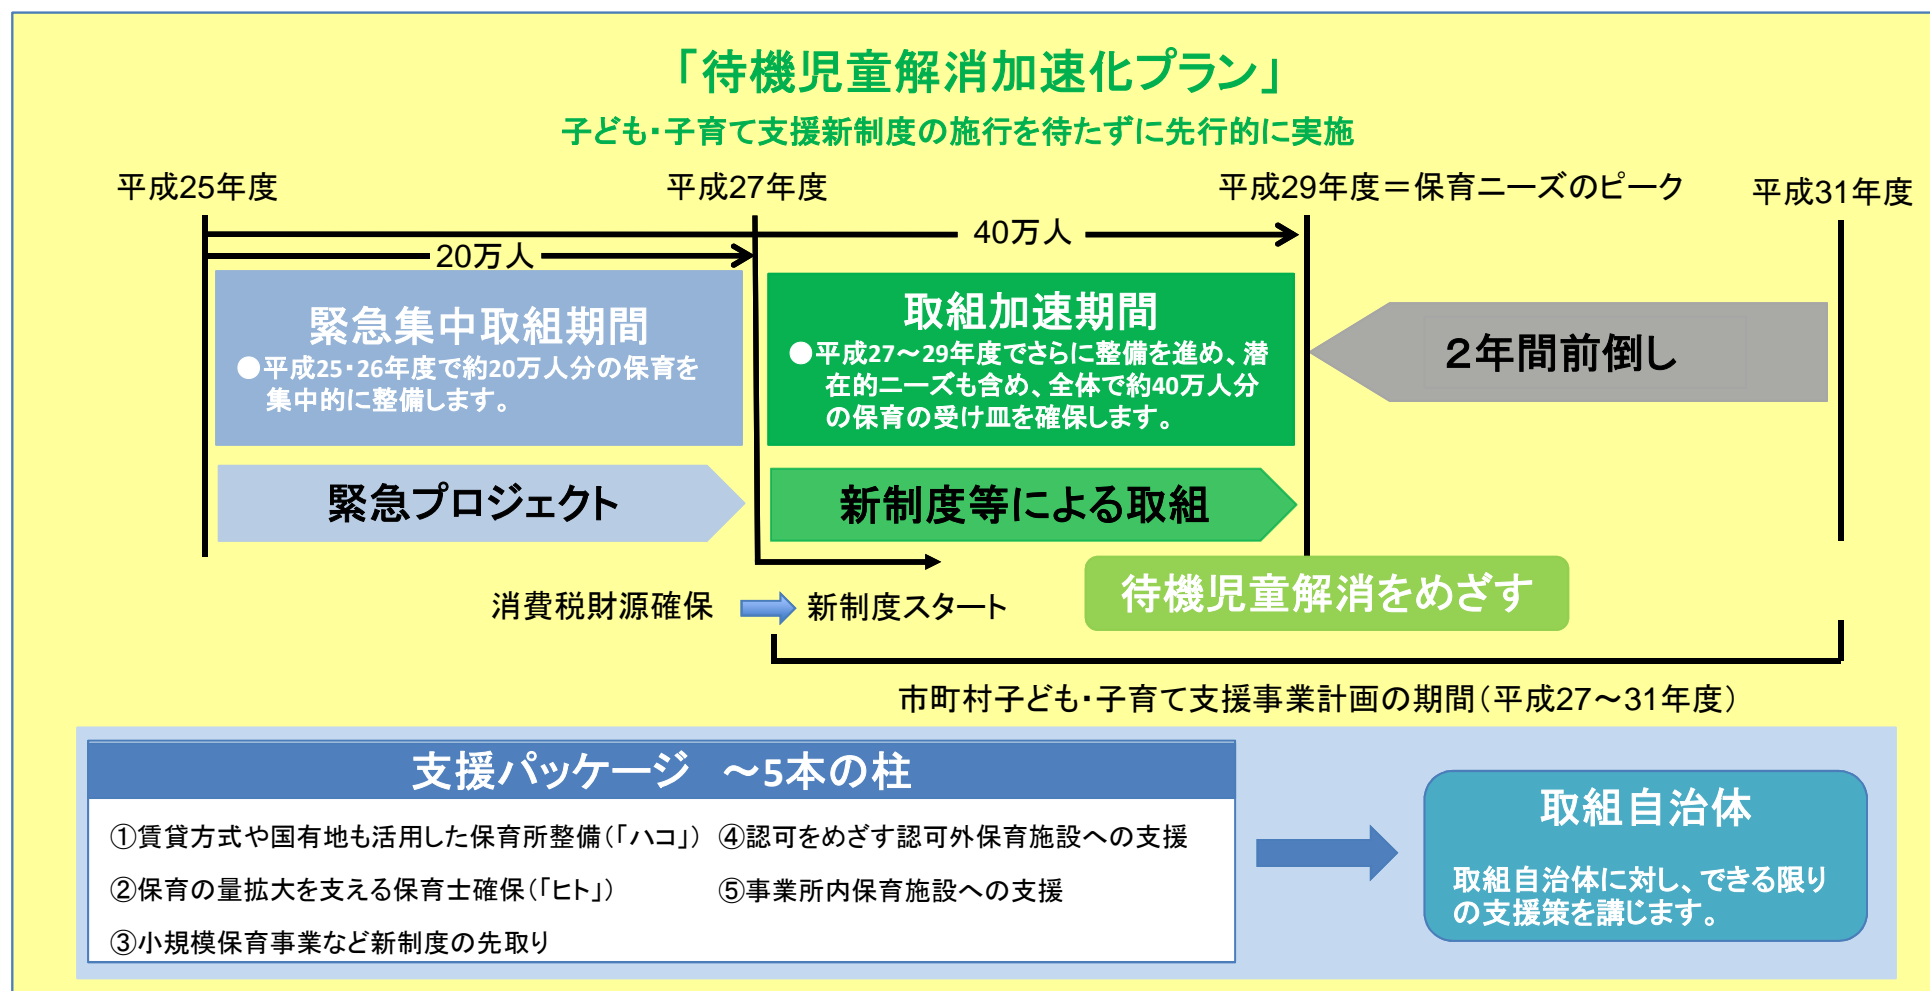 「待機児童解消加速化プラン」
子ども・子育て支援新制度の施行を待たずに先行的に実施
平成25年度
平成27年度
平成29年度＝保育ニーズのピーク
平成31年度
40万人
20万人
緊急集中取組期間
●平成25・26年度で約20万人分の保育を
集中的に整備します。
取組加速期間
●平成27～29年度でさらに整備を進め、潜
在的ニーズも含め、全体で約40万人分
の保育の受け皿を確保します。
２年間前倒し
緊急プロジェクト
新制度等による取組
消費税財源確保
新制度スタート
待機児童解消をめざす
市町村子ども・子育て支援事業計画の期間（平成27～31年度）
支援パッケージ　～5本の柱
①賃貸方式や国有地も活用した保育所整備（「ハコ」）
②保育の量拡大を支える保育士確保（「ヒト」）
③小規模保育事業など新制度の先取り
④認可をめざす認可外保育施設への支援
⑤事業所内保育施設への支援
取組自治体
取組自治体に対し、できる限り
の支援策を講じます。